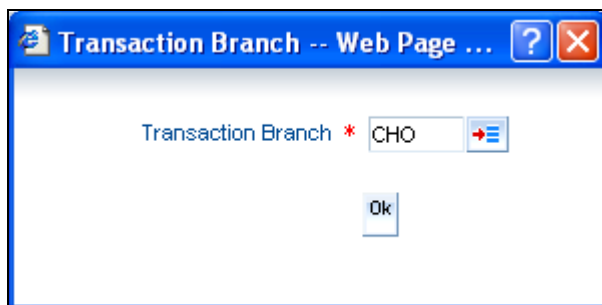 Transaction Branch -- Web Page ...
Transaction Branch * CHO
Ok